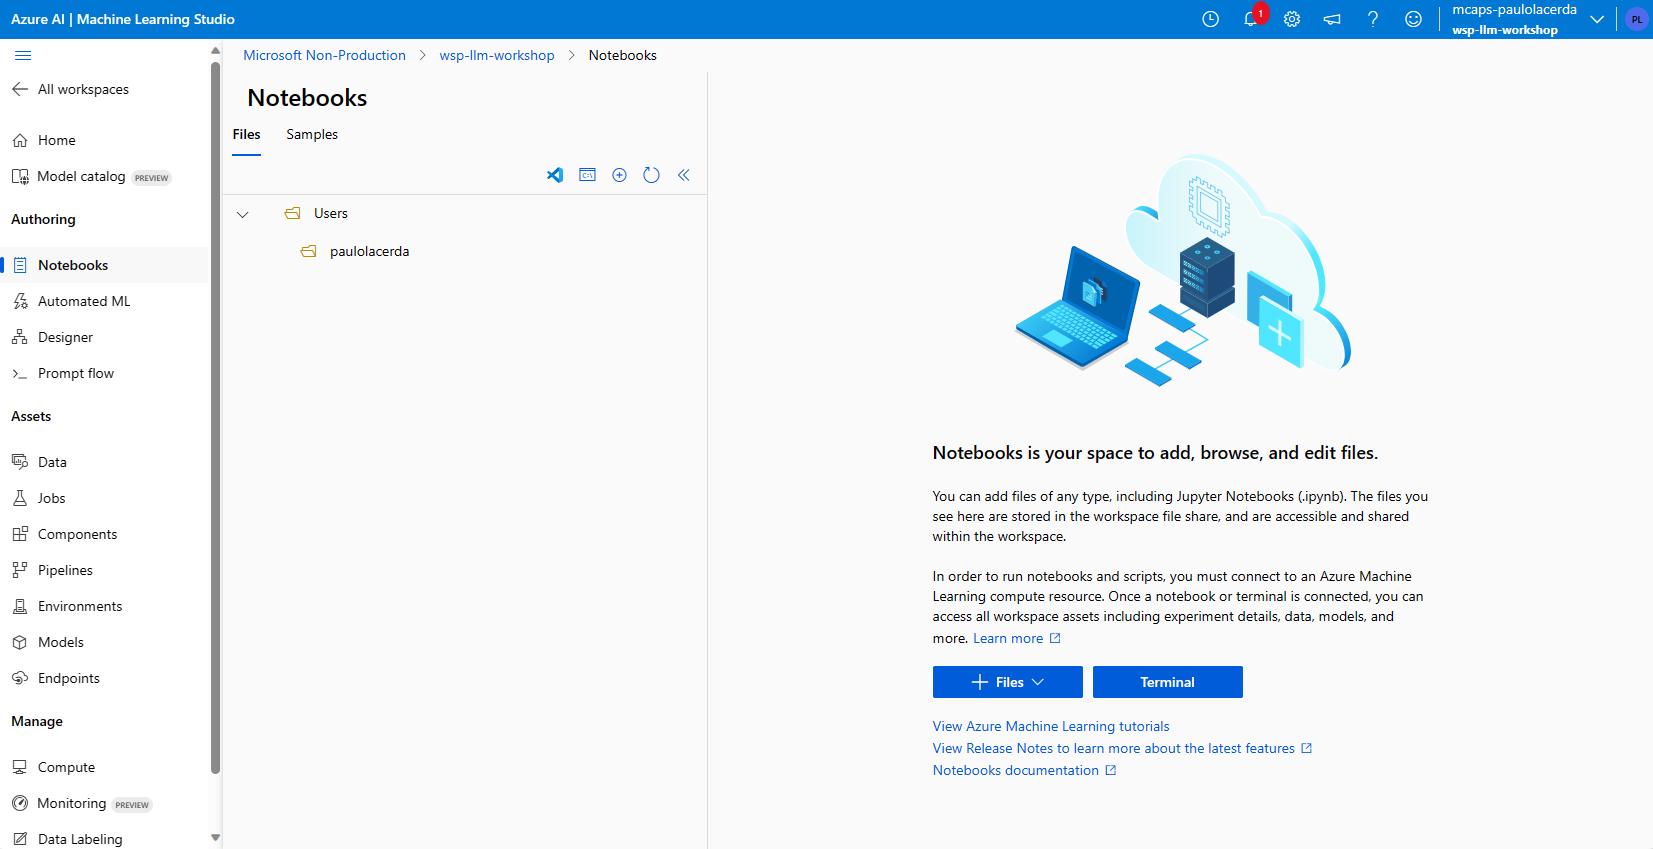 Azure AI | Machine Learning Studio
1
mcaps-paulolacerda
wsp-llm-workshop
PL
All workspaces
Home
Model catalog PREVIEW
Authoring
Notebooks
Automated ML
Designer
Prompt flow
Assets
Data
Jobs
Components
Pipelines
Environments
Models
Endpoints
Manage
Compute
Monitoring PREVIEW
Data Labeling
Microsoft Non-Production > wsp-llm-workshop > Notebooks
Notebooks
Files Samples
Users
paulolacerda
Notebooks is your space to add, browse, and edit files.
You can add files of any type, including Jupyter Notebooks (.ipynb). The files you
see here are stored in the workspace file share, and are accessible and shared
within the workspace.
In order to run notebooks and scripts, you must connect to an Azure Machine
Learning compute resource. Once a notebook or terminal is connected, you can
access all workspace assets including experiment details, data, models, and
more. Learn more
Files
Terminal
View Azure Machine Learning tutorials
View Release Notes to learn more about the latest features
Notebooks documentation